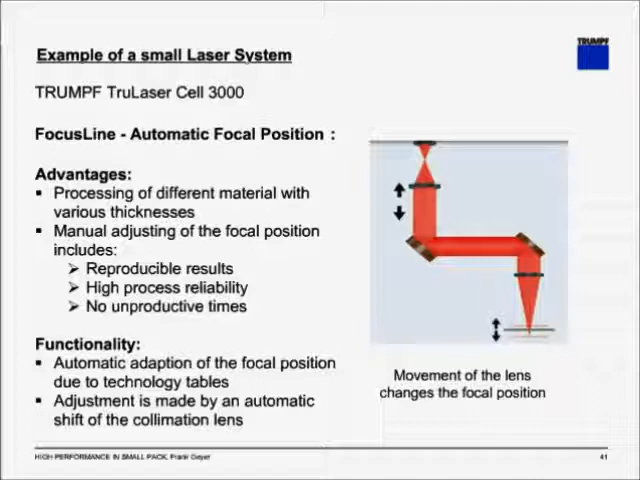 Example of a small Laser System
TRUMPF
TRUMPF TruLaser Cell 3000
FocusLine - Automatic Focal Position :
Advantages:
▪ Processing of different material with
various thicknesses
▪ Manual adjusting of the focal position
includes:
➢ Reproducible results
➢ High process reliability
➢ No unproductive times
Functionality:
▪ Automatic adaption of the focal position
due to technology tables
▪ Adjustment is made by an automatic
shift of the collimation lens
Movement of the lens
changes the focal position
HIGH PERFORMANCE IN SMALL PACK, Frank Geyer
41